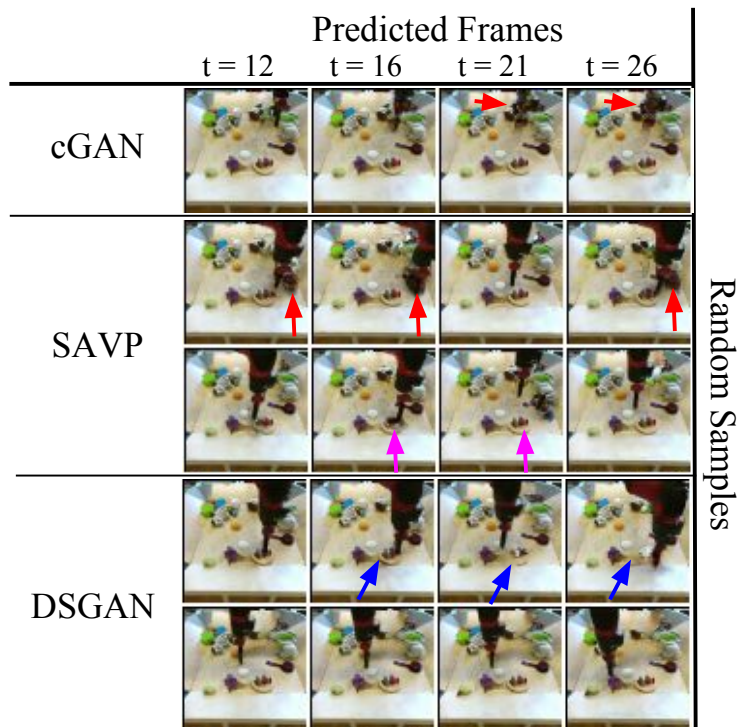 Predicted Frames
t = 12 t = 16 t = 21 t = 26
cGAN
SAVP
DSGAN
Random Samples